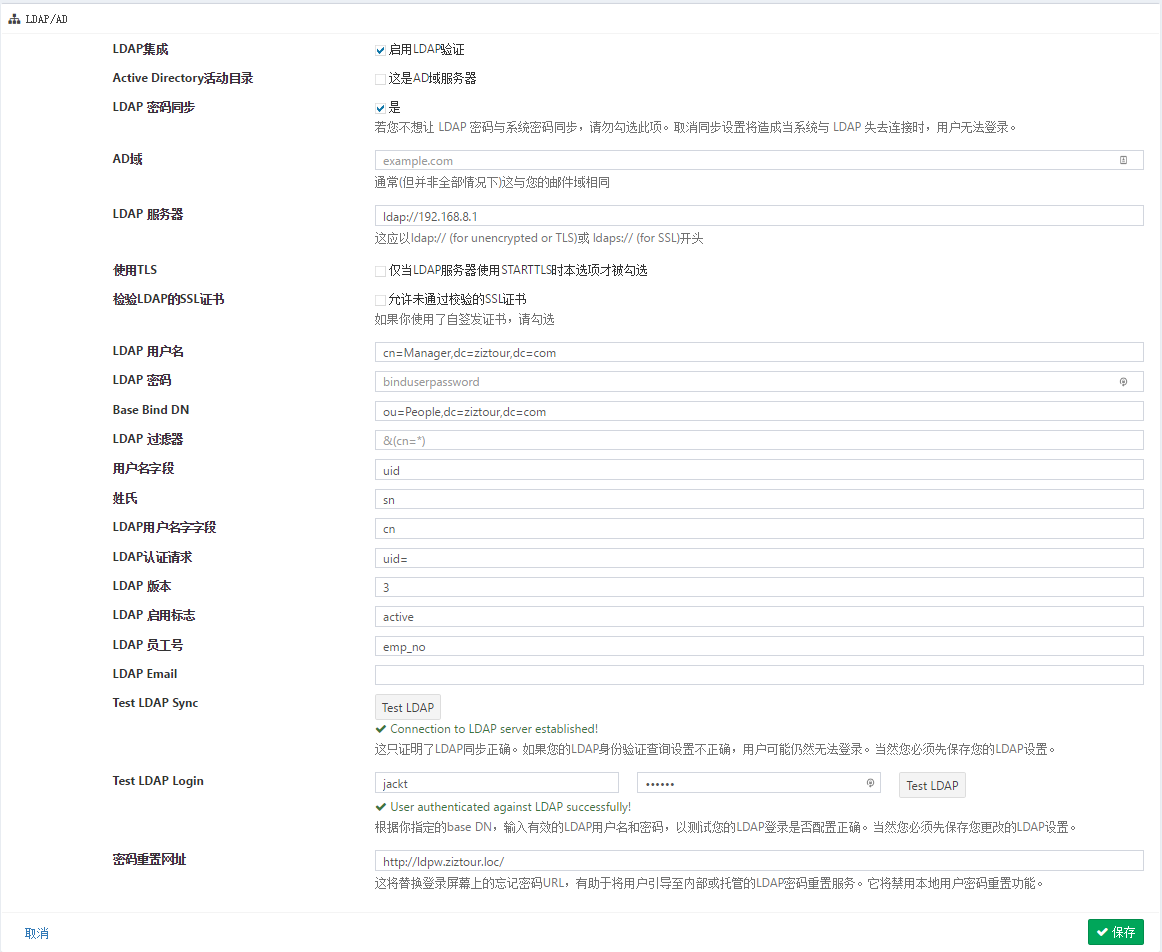 LDAP/AD
LDAP集成 启用LDAP验证
Active Directory活动目录 这是AD域服务器
LDAP 密码同步 是
若您不想让 LDAP 密码与系统密码同步，请勿勾选此项。取消同步设置将造成当系统与 LDAP 失去连接时，用户无法登录。
AD域 example.com
通常(但并非全部情况下)这与您的邮件域相同
LDAP 服务器 ldap://192.168.8.1
这应以ldap:// (for unencrypted or TLS)或 ldaps:// (for SSL)开头
使用TLS 仅当LDAP服务器使用STARTTLS时本选项才被勾选
检验LDAP的SSL证书 允许未通过校验的SSL证书
如果你使用了自签发证书，请勾选
LDAP 用户名 cn=Manager,dc=ziztour,dc=com
LDAP 密码 binduserpassword
Base Bind DN ou=People,dc=ziztour,dc=com
LDAP 过滤器 &(cn=*)
用户名字段 uid
姓氏 sn
LDAP用户名字字段 cn
LDAP认证请求 uid=
LDAP 版本 3
LDAP 启用标志 active
LDAP 员工号 emp_no
LDAP Email
Test LDAP Sync Test LDAP
Connection to LDAP server established!
这只证明了LDAP同步正确。如果您的LDAP身份验证查询设置不正确，用户可能仍然无法登录。当然您必须先保存您的LDAP设置。
Test LDAP Login jackt •••••• Test LDAP
User authenticated against LDAP successfully!
根据你指定的base DN，输入有效的LDAP用户名和密码，以测试您的LDAP登录是否配置正确。当然您必须先保存您更改的LDAP设置。
密码重置网址 http://ldpw.ziztour.loc/
这将替换登录屏幕上的忘记密码URL，有助于将用户引导至内部或托管的LDAP密码重置服务。它将禁用本地用户密码重置功能。
取消 保存